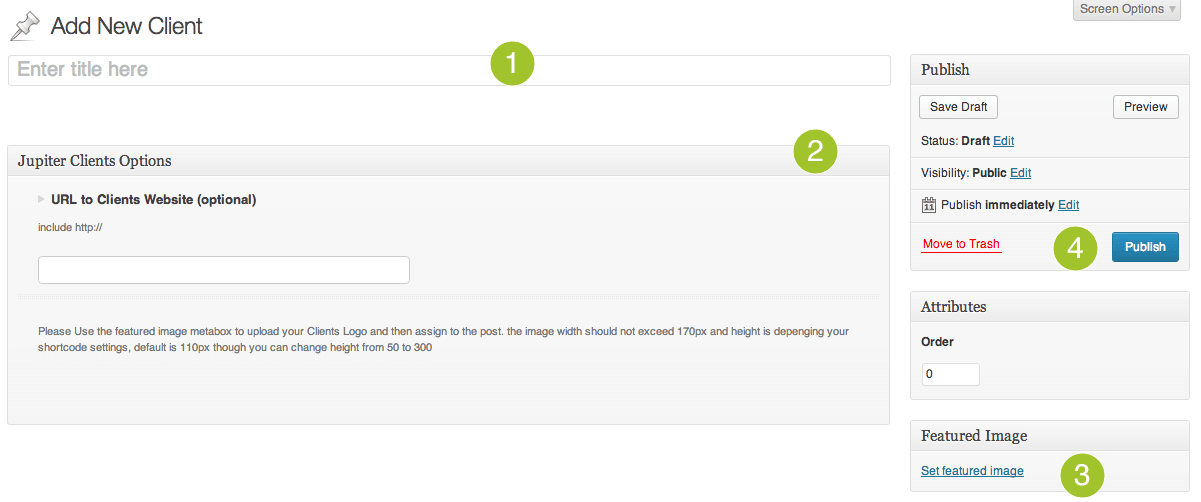 Screen Options
Add New Client
Enter title here
1
Jupiter Clients Options
2
URL to Clients Website (optional)
include http://
Please Use the featured image metabox to upload your Clients Logo and then assign to the post. the image width should not exceed 170px and height is depenging your
shortcode settings, default is 110px though you can change height from 50 to 300
Publish
Save Draft Preview
Status: Draft Edit
Visibility: Public Edit
11 Publish immediately Edit
Move to Trash 4 Publish
Attributes
Order
0
Featured Image
Set featured image 3